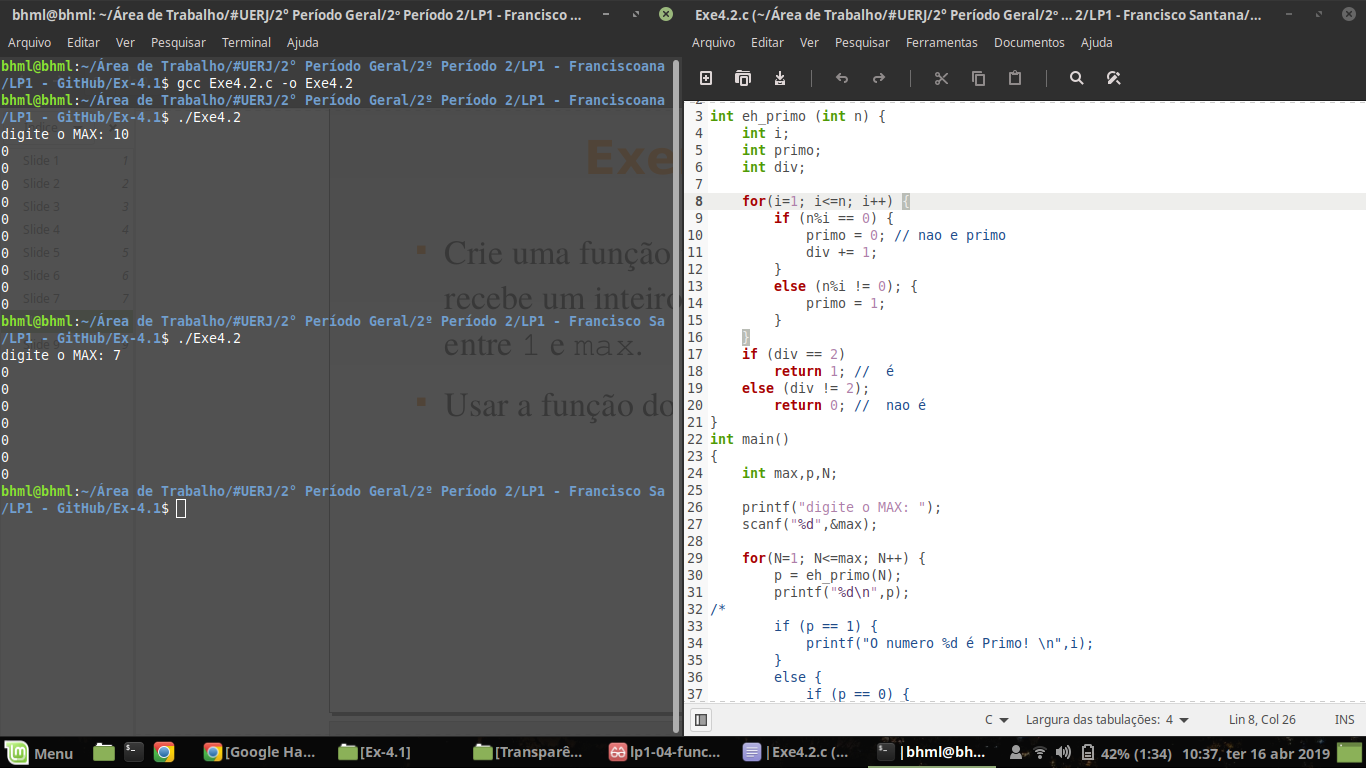 bhml@bhml: ~/Área de Trabalho/#UERJ/2° Período Geral/2º Período 2/LP1 - Francisco ...
Arquivo Editar Ver Pesquisar Terminal Ajuda
bhml@bhml:~/Área de Trabalho/#UERJ/2° Período Geral/2º Período 2/LP1 - Franciscoana
/LP1 - GitHub/Ex-4.1$ gcc Exe4.2.c -o Exe4.2
bhml@bhml:~/Área de Trabalho/#UERJ/2° Período Geral/2º Período 2/LP1 - Franciscoana
/LP1 - GitHub/Ex-4.1$ ./Exe4.2
digite o MAX: 10
0
0
0
0
0
0
0
0
0
0
bhml@bhml:~/Área de Trabalho/#UERJ/2° Período Geral/2º Período 2/LP1 - Francisco Sa
/LP1 - GitHub/Ex-4.1$ ./Exe4.2
digite o MAX: 7
0
0
0
0
0
0
0
bhml@bhml:~/Área de Trabalho/#UERJ/2° Período Geral/2º Período 2/LP1 - Francisco Sa
/LP1 - GitHub/Ex-4.1$
Slide 1 1
Slide 2 2
Slide 3 3
Slide 4 4
Slide 5 5
Slide 6 6
Slide 7 7
Exe
Crie uma função
recebe um inteiro
entre 1 e max.
Usar a função do
Exe4.2.c (~/Área de Trabalho/#UERJ/2° Período Geral/2º ... 2/LP1 - Francisco Santana/...
Arquivo Editar Ver Pesquisar Ferramentas Documentos Ajuda
2
3 int eh_primo (int n) {
4 int i;
5 int primo;
6 int div;
7
8 for(i=1; i<=n; i++) {
9 if (n%i == 0) {
10 primo = 0; // nao e primo
11 div += 1;
12 }
13 else (n%i != 0); {
14 primo = 1;
15 }
16 }
17 if (div == 2)
18 return 1; //  é
19 else (div != 2);
20 return 0; //  nao é
21 }
22 int main()
23 {
24 int max,p,N;
25
26 printf("digite o MAX: ");
27 scanf("%d",&max);
28
29 for(N=1; N<=max; N++) {
30 p = eh_primo(N);
31 printf("%d\n",p);
32 /*
33 if (p == 1) {
34 printf("O numero %d é Primo! \n",i);
35 }
36 else {
37 if (p == 0) {
C Largura das tabulações: 4 Lin 8, Col 26 INS
Menu [Google Ha... [Ex-4.1] [Transparê... lp1-04-func... |Exe4.2.c (... |bhml@bh... 42% (1:34) 10:37, ter 16 abr 2019